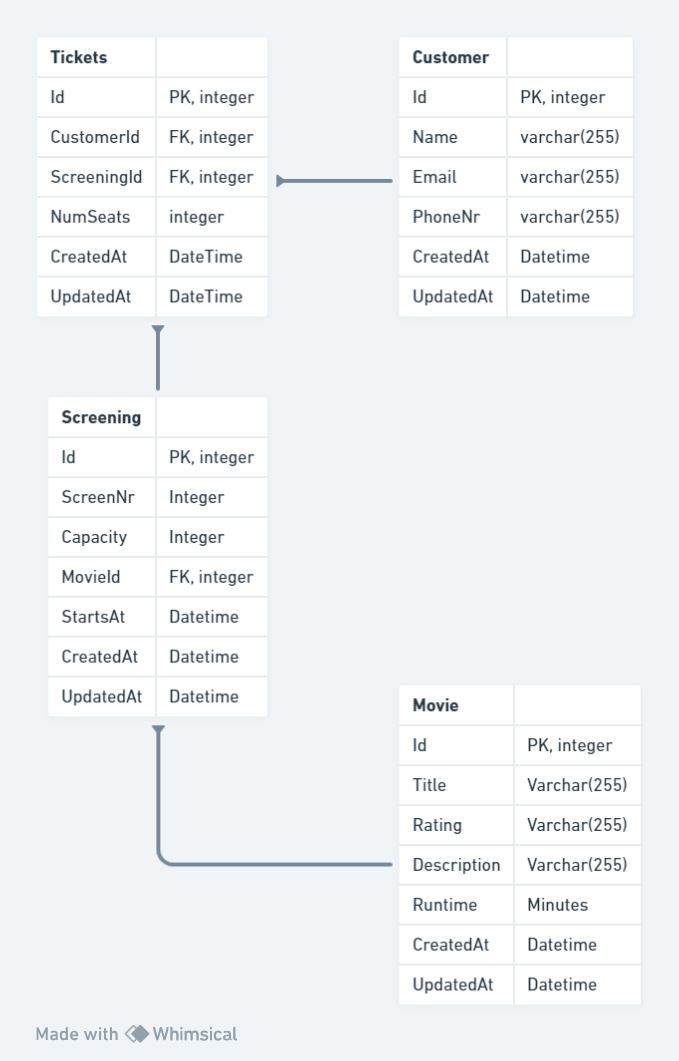 Tickets
Id PK, integer
CustomerId FK, integer
ScreeningId FK, integer
NumSeats integer
CreatedAt DateTime
UpdatedAt DateTime
Customer
Id PK, integer
Name varchar(255)
Email varchar(255)
PhoneNr varchar(255)
CreatedAt Datetime
UpdatedAt Datetime
Screening
Id PK, integer
ScreenNr Integer
Capacity Integer
MovieId FK, integer
StartsAt Datetime
CreatedAt Datetime
UpdatedAt Datetime
Movie
Id PK, integer
Title Varchar(255)
Rating Varchar(255)
Description Varchar(255)
Runtime Minutes
CreatedAt Datetime
UpdatedAt Datetime
Made with Whimsical